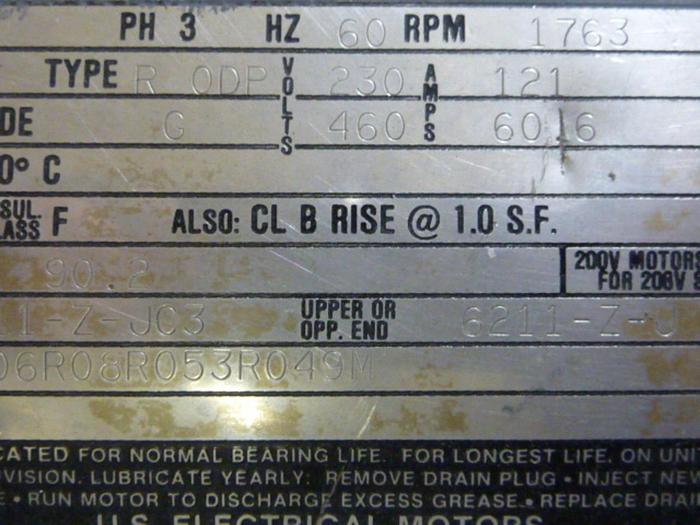 PH 3 HZ 60 RPM 1763
TYPE R ODP VOLTS 230 AMPS 121
DE G 460 60.6
0° C
SUL. CLASS F ALSO: CL B RISE @ 1.0 S.F.
90.2 200V MOTORS
FOR 208V S
11-Z-JC3 UPPER OR OPP. END 6211-Z-J
06R08R053R049M
CATED FOR NORMAL BEARING LIFE. FOR LONGEST LIFE. ON UNIT
OVISION. LUBRICATE YEARLY: REMOVE DRAIN PLUG • INJECT NEW
E • RUN MOTOR TO DISCHARGE EXCESS GREASE. • REPLACE DRAI
U.S. ELECTRICAL MOTORS